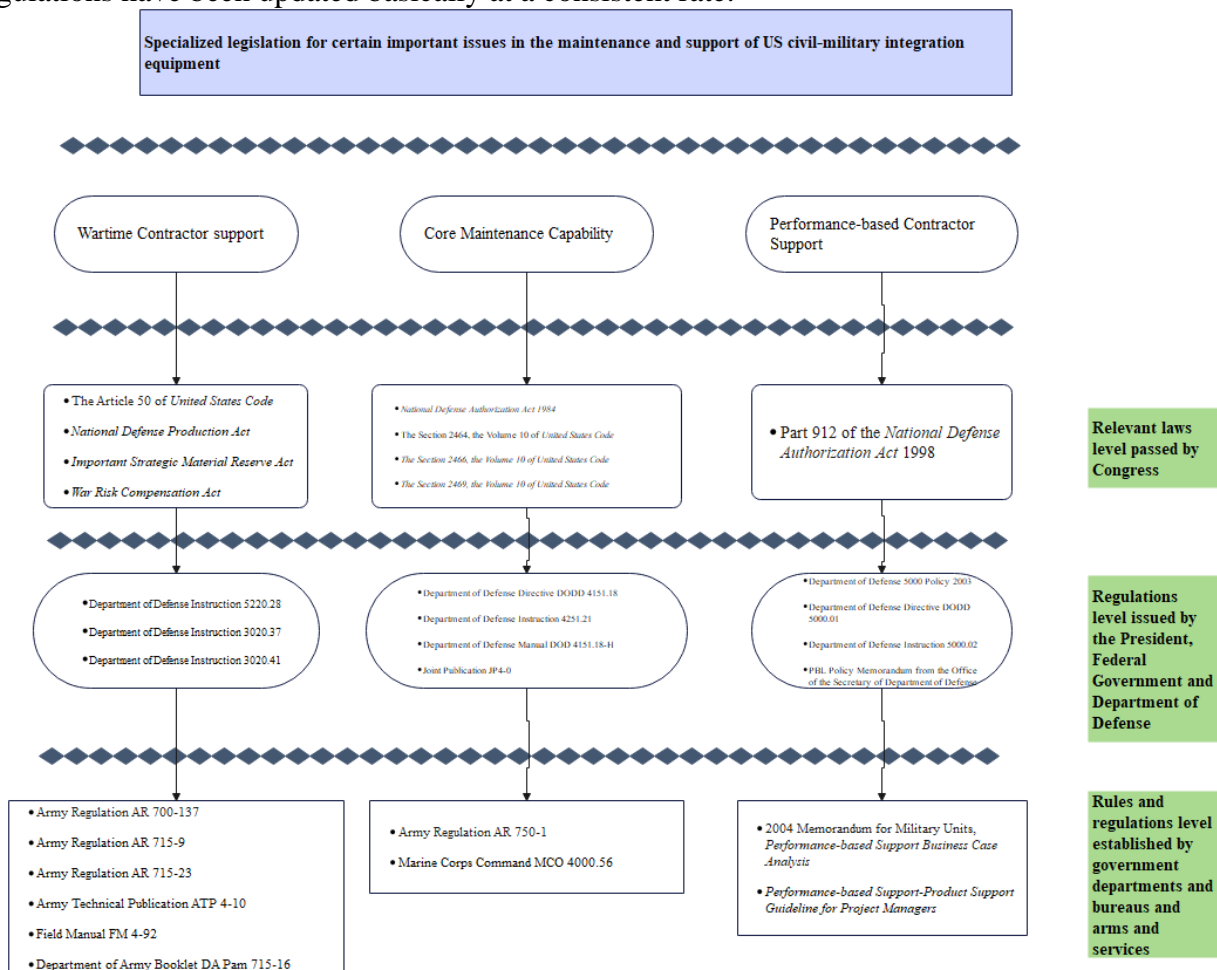 gulations have been updated basically at a consistent rate.
Specialized legislation for certain important issues in the maintenance and support of US civil-military integration
equipment
Wartime Contractor support
Core Maintenance Capability
Performance-based Contractor
Support
• The Article 50 of United States Code
• National Defense Production Act
• Important Strategic Material Reserve Act
• War Risk Compensation Act
• National Defense Authorization Act 1984
• The Section 2464, the Volume 10 of United States Code
• The Section 2466, the Volume 10 of United States Code
• The Section 2469, the Volume 10 of United States Code
• Part 912 of the National Defense
Authorization Act 1998
Relevant laws
level passed by
Congress
• Department of Defense Instruction 5220.28
• Department of Defense Instruction 3020.37
• Department of Defense Instruction 3020.41
• Department of Defense Directive DODD 4151.18
• Department of Defense Instruction 4251.21
• Department of Defense Manual DOD 4151.18-H
• Joint Publication JP4-0
• Department of Defense 5000 Policy 2003
• Department of Defense Directive DODD
5000.01
• Department of Defense Instruction 5000.02
• PBL Policy Memorandum from the Office
of the Secretary of Department of Defense
Regulations
level issued by
the President,
Federal
Government and
Department of
Defense
• Army Regulation AR 700-137
• Army Regulation AR 715-9
• Army Regulation AR 715-23
• Army Technical Publication ATP 4-10
• Field Manual FM 4-92
• Department of Army Booklet DA Pam 715-16
• Army Regulation AR 750-1
• Marine Corps Command MCO 4000.56
• 2004 Memorandum for Military Units,
Performance-based Support Business Case
Analysis
• Performance-based Support-Product Support
Guideline for Project Managers
Rules and
regulations level
established by
government
departments and
bureaus and
arms and
services